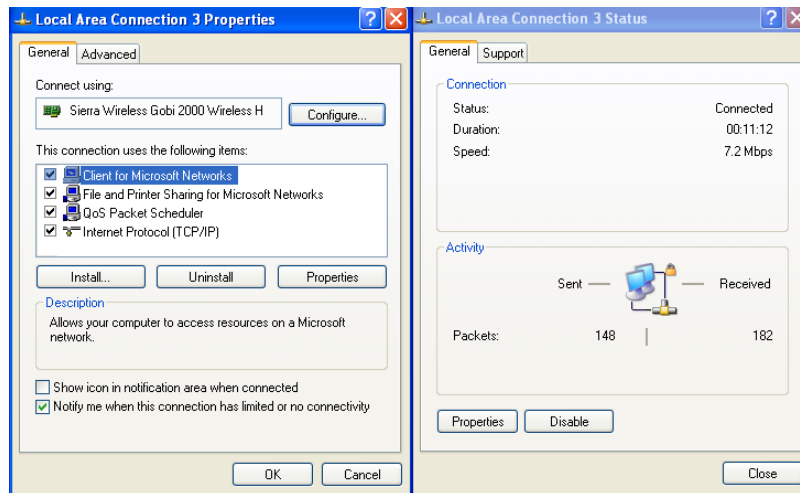 Local Area Connection 3 Properties
General Advanced
Connect using:
Sierra Wireless Gobi 2000 Wireless H
Configure...
This connection uses the following items:
Client for Microsoft Networks
File and Printer Sharing for Microsoft Networks
QoS Packet Scheduler
Internet Protocol (TCP/IP)
Install... Uninstall Properties
Description
Allows your computer to access resources on a Microsoft
network.
Show icon in notification area when connected
Notify me when this connection has limited or no connectivity
OK Cancel
Local Area Connection 3 Status
General Support
Connection
Status: Connected
Duration: 00:11:12
Speed: 7.2 Mbps
Activity
Sent Received
Packets: 148 182
Properties Disable
Close